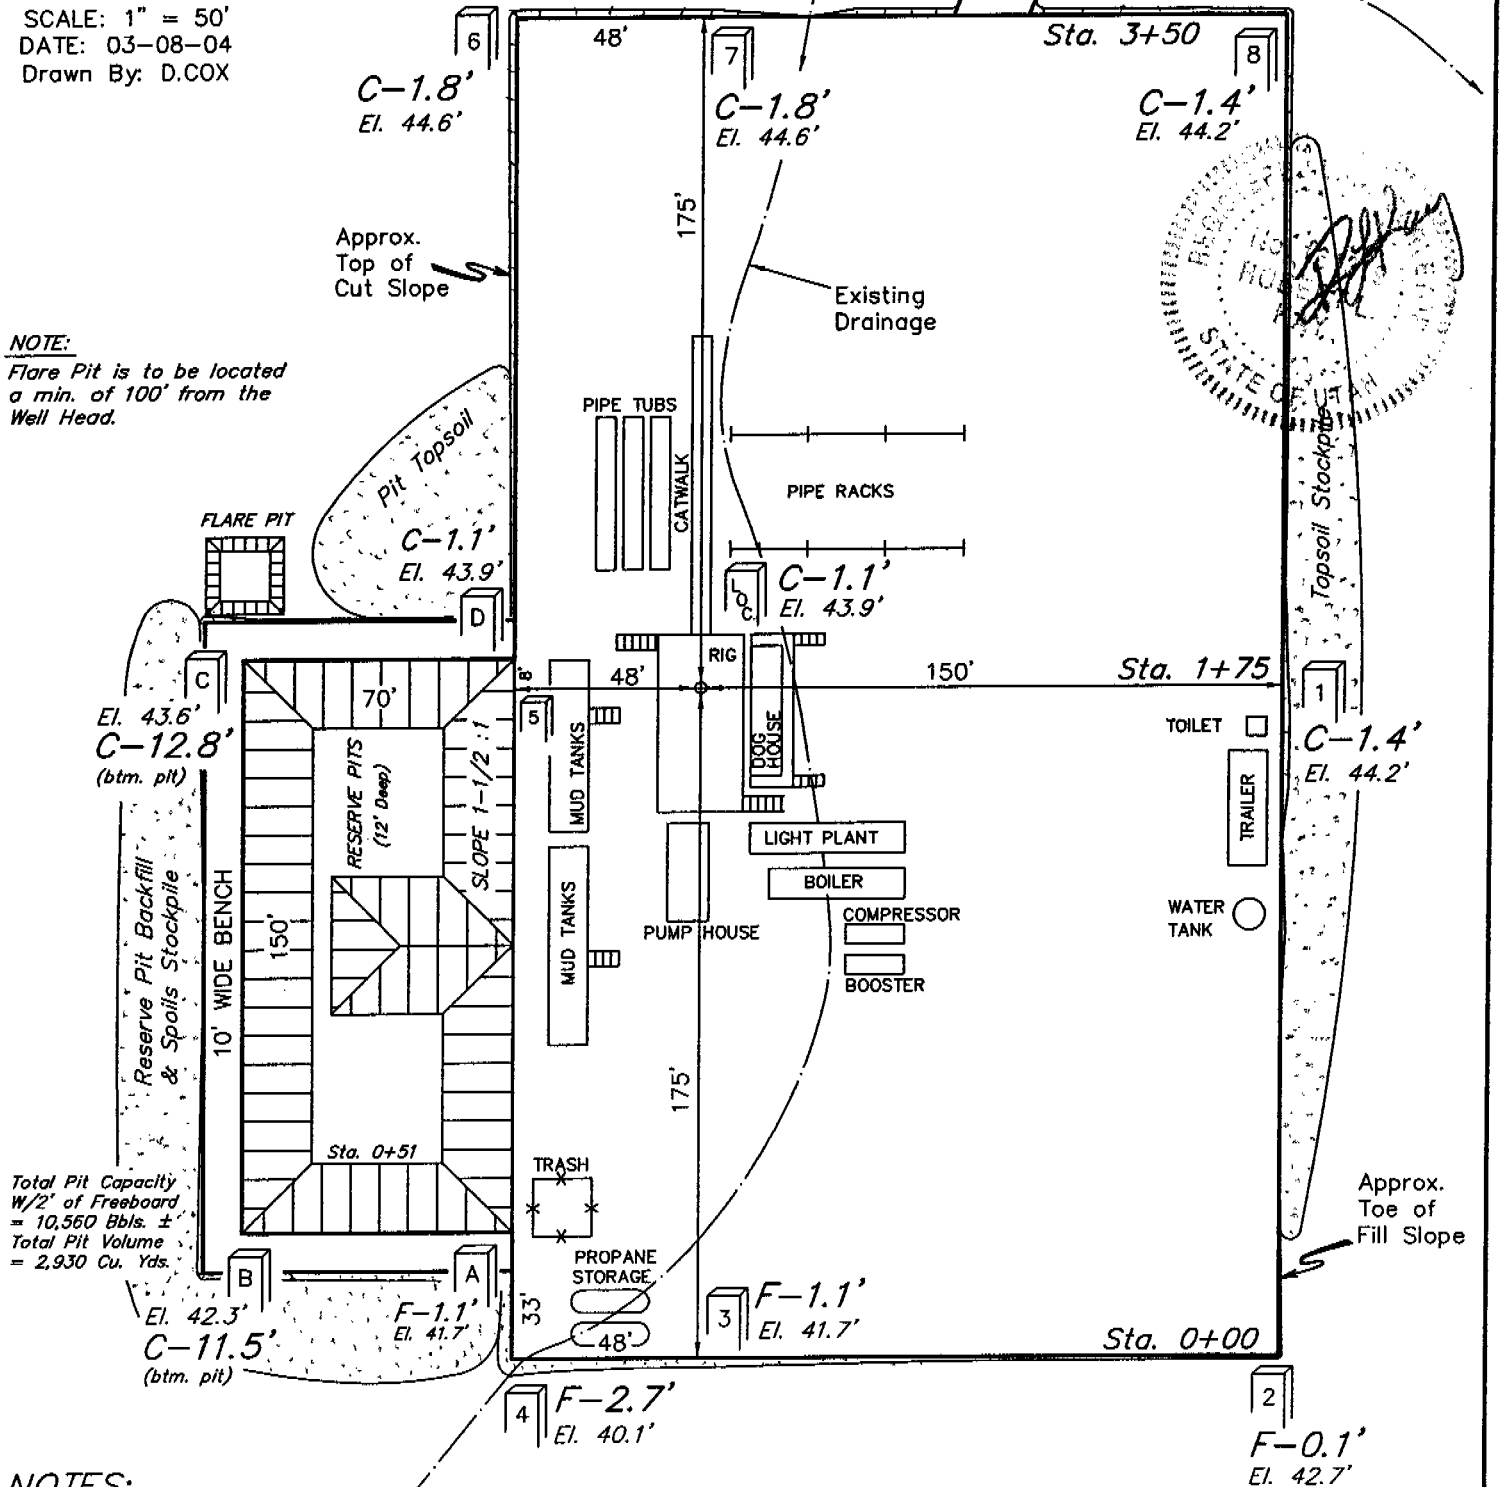 SCALE: 1" = 50'
DATE: 03-08-04
Drawn By: D.COX
6
48'
7
Sta. 3+50
8
C-1.8'
El. 44.6'
C-1.8'
El. 44.6'
C-1.4'
El. 44.2'
175'
Approx.
Top of
Cut Slope
Existing
Drainage
STATE OF UTAH
NOTE:
Flare Pit is to be located
a min. of 100' from the
Well Head.
PIPE TUBS
CATWALK
PIPE RACKS
Pit Topsoil
Topsoil Stockpile
FLARE PIT
C-1.1'
El. 43.9'
D
LOC.
C-1.1'
El. 43.9'
C
El. 43.6'
C-12.8'
(btm. pit)
70'
8'
48'
RIG
150'
Sta. 1+75
1
C-1.4'
El. 44.2'
5
TOILET
TRAILER
WATER
TANK
RESERVE PITS
(12' Deep)
SLOPE 1-1/2 :1
MUD TANKS
MUD TANKS
DOG
HOUSE
LIGHT PLANT
BOILER
COMPRESSOR
BOOSTER
PUMP HOUSE
Reserve Pit Backfill
& Spoils Stockpile
10' WIDE BENCH
150'
175'
Sta. 0+51
TRASH
Total Pit Capacity
W/2' of Freeboard
= 10,560 Bbls. ±
Total Pit Volume
= 2,930 Cu. Yds.
Approx.
Toe of
Fill Slope
PROPANE
STORAGE
B
A
El. 42.3'
C-11.5'
(btm. pit)
F-1.1'
El. 41.7'
33'
48'
3
F-1.1'
El. 41.7'
Sta. 0+00
4
F-2.7'
El. 40.1'
2
F-0.1'
El. 42.7'
NOTES: